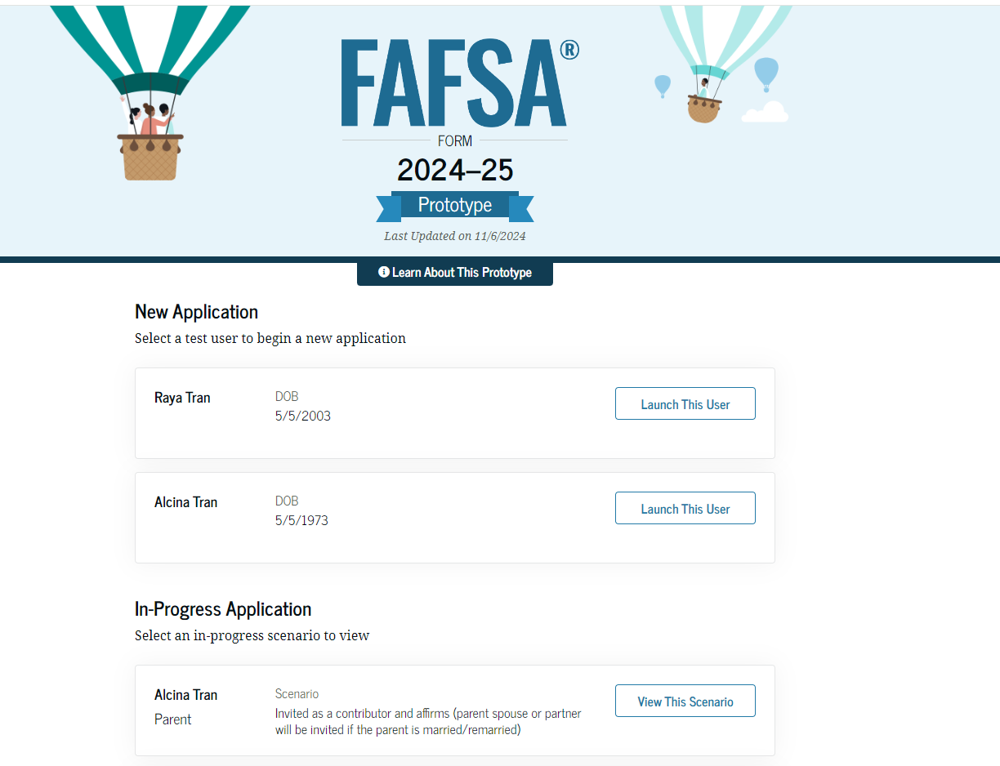 FAFSA®
FORM
2024–25
Prototype
Last Updated on 11/6/2024
Learn About This Prototype
New Application
Select a test user to begin a new application
Raya Tran
DOB
5/5/2003
Launch This User
Alcina Tran
DOB
5/5/1973
Launch This User
In-Progress Application
Select an in-progress scenario to view
Alcina Tran
Parent
Scenario
Invited as a contributor and affirms (parent spouse or partner
will be invited if the parent is married/remarried)
View This Scenario